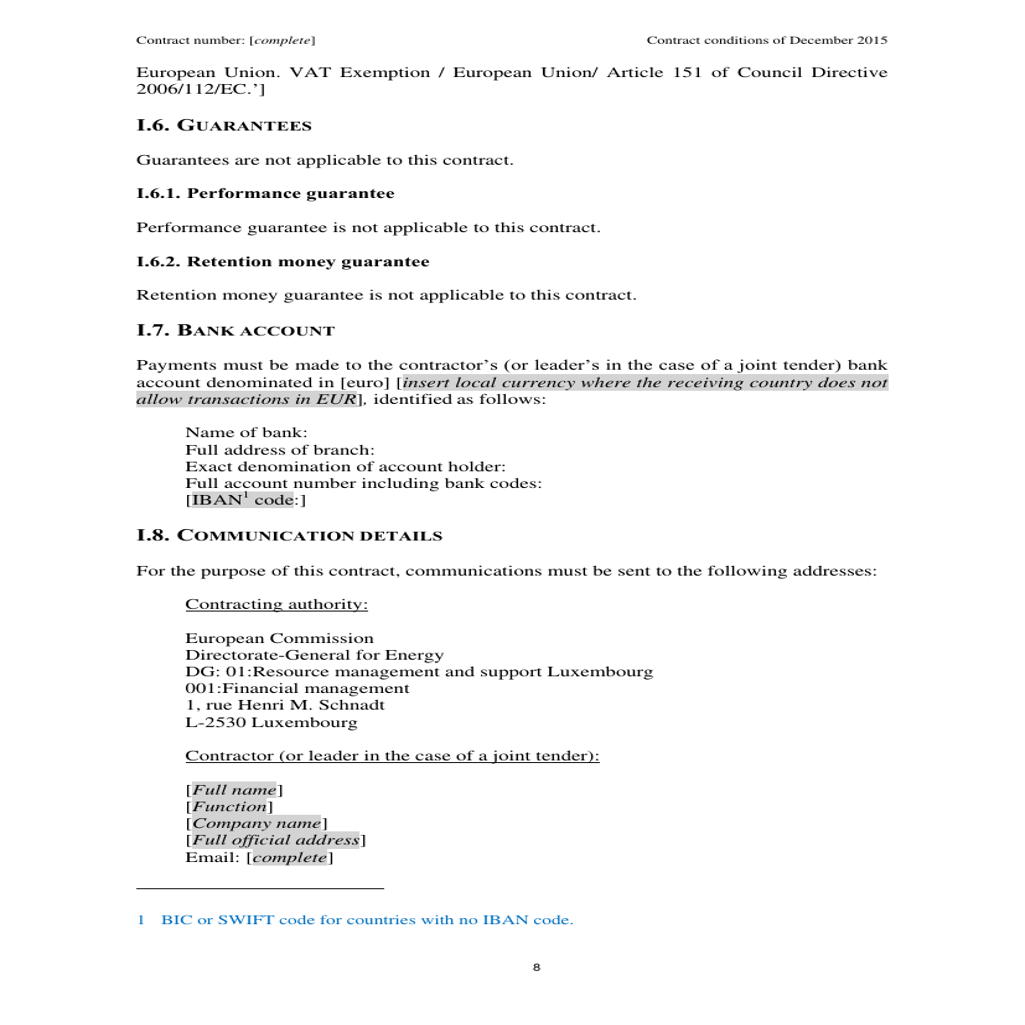 Contract number: [complete] Contract conditions of December 2015
European Union. VAT Exemption / European Union/ Article 151 of Council Directive
2006/112/EC.’]
I.6. GUARANTEES
Guarantees are not applicable to this contract.
I.6.1. Performance guarantee
Performance guarantee is not applicable to this contract.
I.6.2. Retention money guarantee
Retention money guarantee is not applicable to this contract.
I.7. BANK ACCOUNT
Payments must be made to the contractor’s (or leader’s in the case of a joint tender) bank
account denominated in [euro] [insert local currency where the receiving country does not
allow transactions in EUR], identified as follows:
Name of bank:
Full address of branch:
Exact denomination of account holder:
Full account number including bank codes:
[IBAN1 code:]
I.8. COMMUNICATION DETAILS
For the purpose of this contract, communications must be sent to the following addresses:
Contracting authority:
European Commission
Directorate-General for Energy
DG: 01:Resource management and support Luxembourg
001:Financial management
1, rue Henri M. Schnadt
L-2530 Luxembourg
Contractor (or leader in the case of a joint tender):
[Full name]
[Function]
[Company name]
[Full official address]
Email: [complete]
1 BIC or SWIFT code for countries with no IBAN code.
8